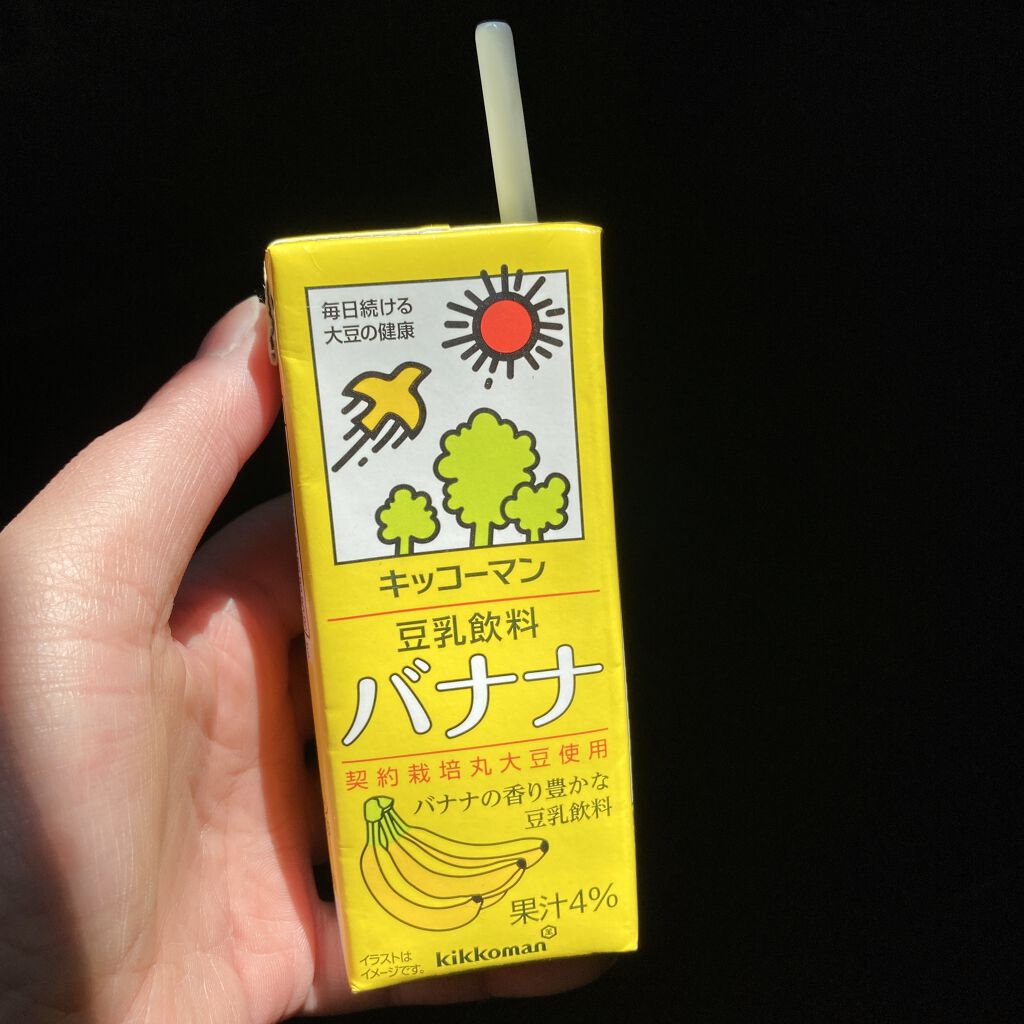 毎日続ける
大豆の健康
キッコーマン
豆乳飲料
バナナ
契約栽培丸大豆使用
バナナの香り豊かな
豆乳飲料
果汁4%
イラストは
イメージです。
kikkoman